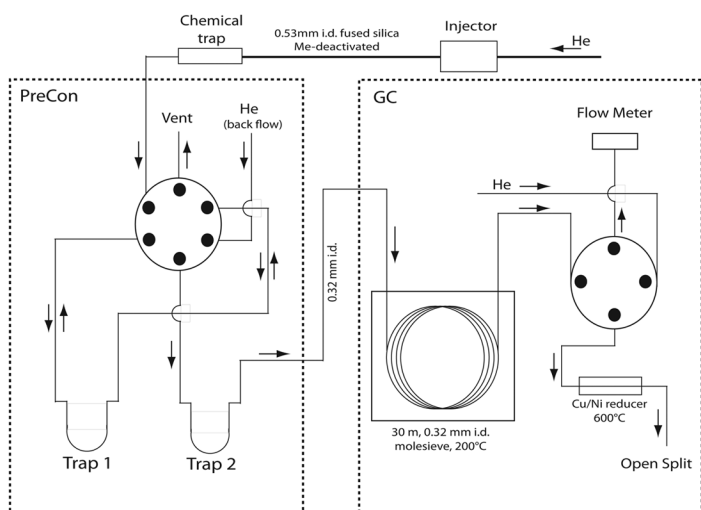 Chemical
trap
0.53mm i.d. fused silica
Me-deactivated
Injector
He
PreCon
Vent
He
(back flow)
GC
Flow Meter
He
0.32 mm i.d.
30 m, 0.32 mm i.d.
molesieve, 200°C
Cu/Ni reducer
600°C
Trap 1
Trap 2
Open Split